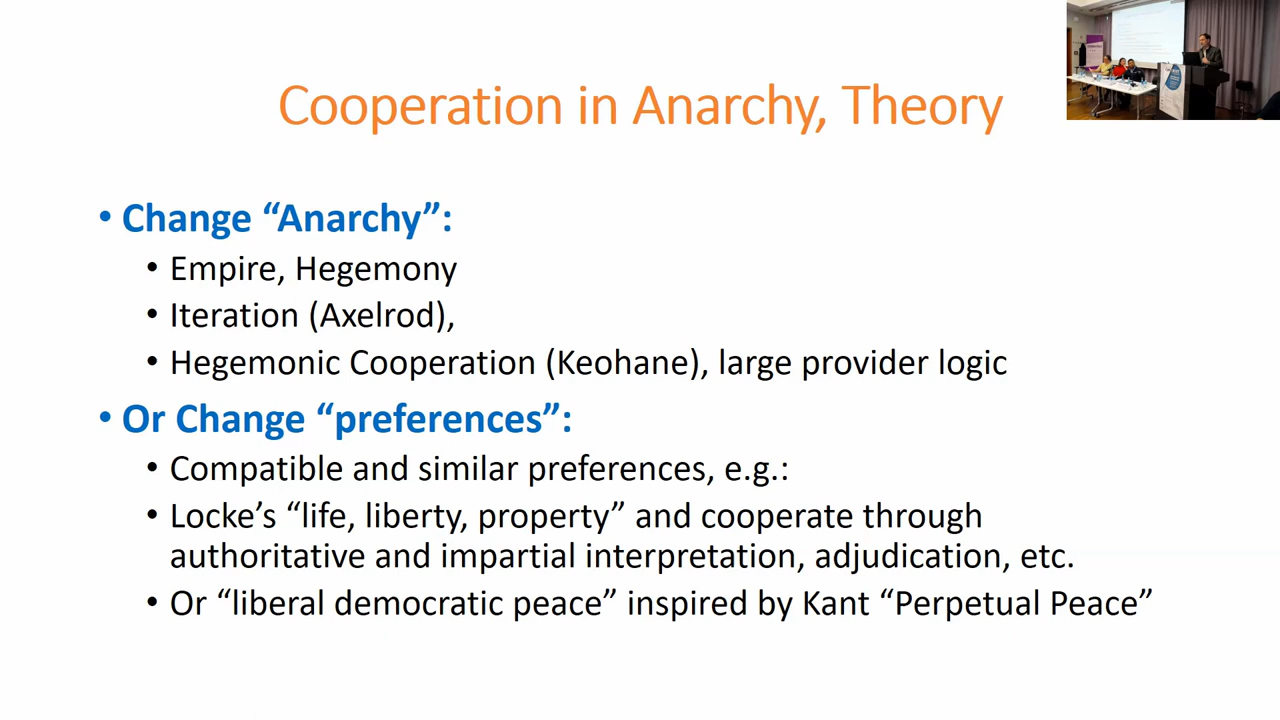 Cooperation in Anarchy, Theory
• Change “Anarchy”:
• Empire, Hegemony
• Iteration (Axelrod),
• Hegemonic Cooperation (Keohane), large provider logic
• Or Change “preferences”:
• Compatible and similar preferences, e.g.:
• Locke’s “life, liberty, property” and cooperate through
authoritative and impartial interpretation, adjudication, etc.
• Or “liberal democratic peace” inspired by Kant “Perpetual Peace”